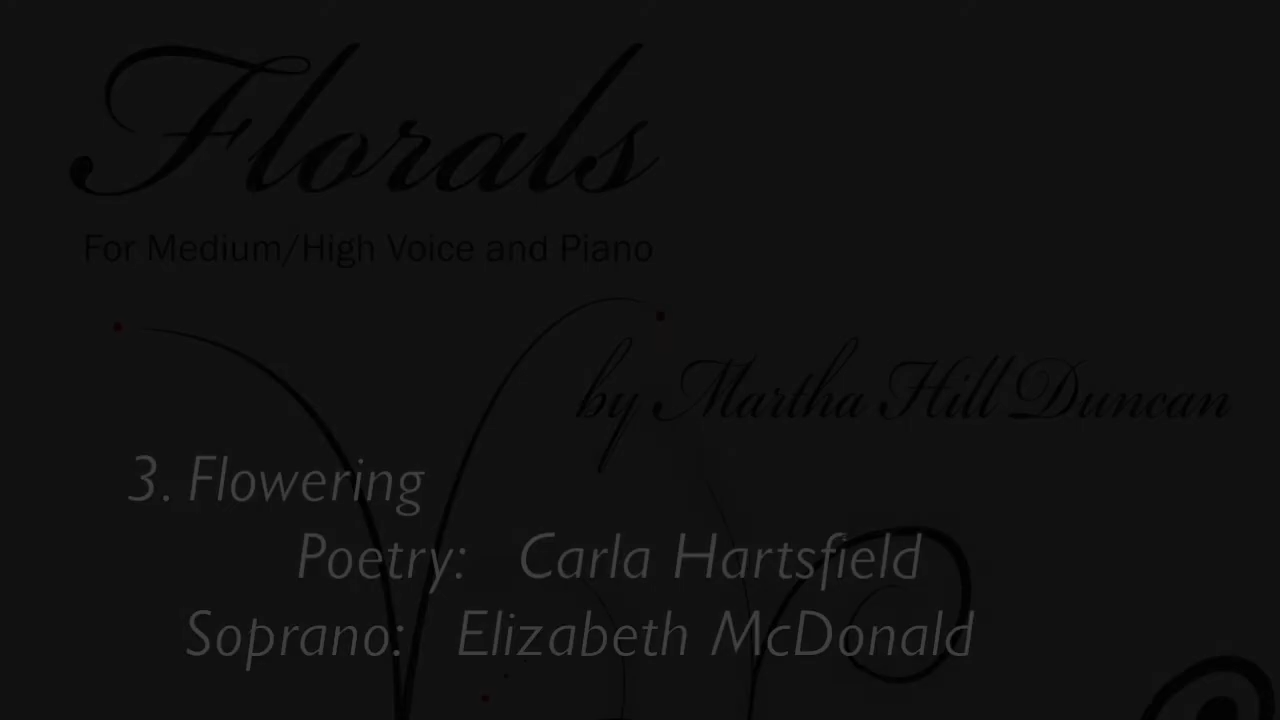 Florals
For Medium/High Voice and Piano
by Martha Hill Duncan
3. Flowering
Poetry: Carla Hartsfield
Soprano: Elizabeth McDonald